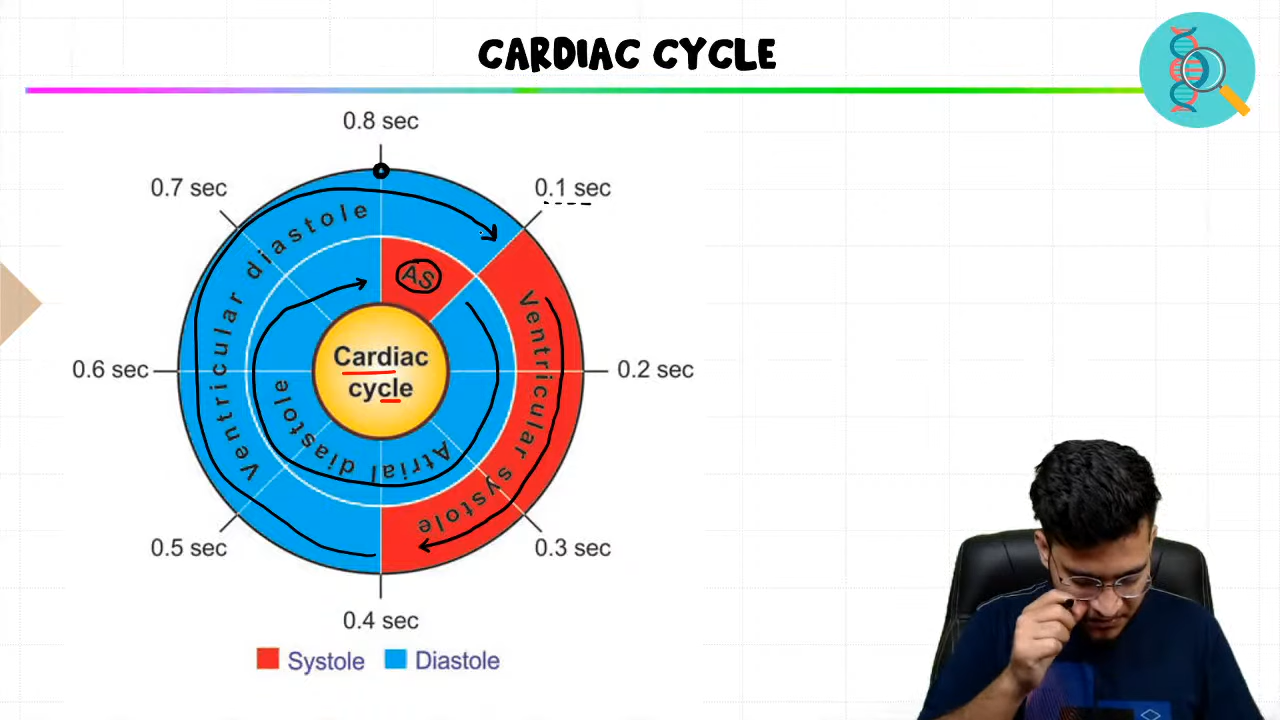 CARDIAC CYCLE
0.8 sec
0.7 sec
0.1 sec
Ventricular diastole
AS
Ventricular systole
Cardiac
cycle
0.6 sec
0.2 sec
Atrial diastole
0.5 sec
0.3 sec
0.4 sec
Systole
Diastole